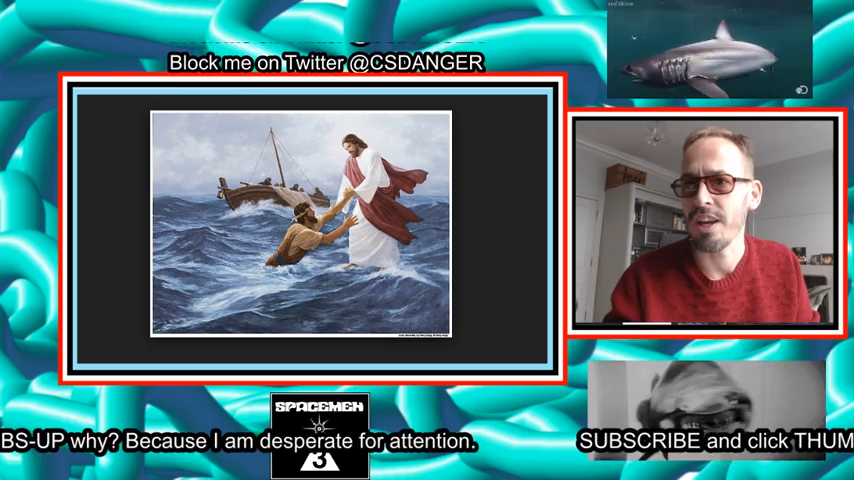 Block me on Twitter @CSDANGER
SPACEMEN
3
BS-UP why? Because I am desperate for attention.
SUBSCRIBE and click THUM